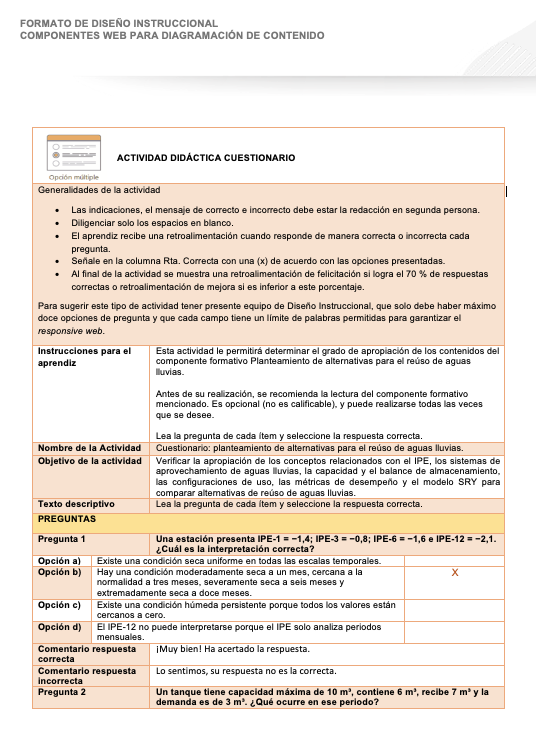 FORMATO DE DISEÑO INSTRUCCIONAL
COMPONENTES WEB PARA DIAGRAMACIÓN DE CONTENIDO
Opción múltiple
ACTIVIDAD DIDÁCTICA CUESTIONARIO
Generalidades de la actividad
• Las indicaciones, el mensaje de correcto e incorrecto debe estar la redacción en segunda persona.
• Diligenciar solo los espacios en blanco.
• El aprendiz recibe una retroalimentación cuando responde de manera correcta o incorrecta cada
pregunta.
• Señale en la columna Rta. Correcta con una (x) de acuerdo con las opciones presentadas.
• Al final de la actividad se muestra una retroalimentación de felicitación si logra el 70 % de respuestas
correctas o retroalimentación de mejora si es inferior a este porcentaje.
Para sugerir este tipo de actividad tener presente equipo de Diseño Instruccional, que solo debe haber máximo
doce opciones de pregunta y que cada campo tiene un límite de palabras permitidas para garantizar el
responsive web.
Instrucciones para el
aprendiz
Esta actividad le permitirá determinar el grado de apropiación de los contenidos del
componente formativo Planteamiento de alternativas para el reúso de aguas
lluvias.
Antes de su realización, se recomienda la lectura del componente formativo
mencionado. Es opcional (no es calificable), y puede realizarse todas las veces
que se desee.
Lea la pregunta de cada ítem y seleccione la respuesta correcta.
Nombre de la Actividad
Cuestionario: planteamiento de alternativas para el reúso de aguas lluvias.
Objetivo de la actividad
Verificar la apropiación de los conceptos relacionados con el IPE, los sistemas de
aprovechamiento de aguas lluvias, la capacidad y el balance de almacenamiento,
las configuraciones de uso, las métricas de desempeño y el modelo SRY para
comparar alternativas de reúso de aguas lluvias.
Texto descriptivo
Lea la pregunta de cada ítem y seleccione la respuesta correcta.
PREGUNTAS
Pregunta 1
Una estación presenta IPE-1 = −1,4; IPE-3 = −0,8; IPE-6 = −1,6 e IPE-12 = −2,1.
¿Cuál es la interpretación correcta?
Opción a)
Existe una condición seca uniforme en todas las escalas temporales.
Opción b)
Hay una condición moderadamente seca a un mes, cercana a la
normalidad a tres meses, severamente seca a seis meses y
extremadamente seca a doce meses.
X
Opción c)
Existe una condición húmeda persistente porque todos los valores están
cercanos a cero.
Opción d)
El IPE-12 no puede interpretarse porque el IPE solo analiza periodos
mensuales.
Comentario respuesta
correcta
¡Muy bien! Ha acertado la respuesta.
Comentario respuesta
incorrecta
Lo sentimos, su respuesta no es la correcta.
Pregunta 2
Un tanque tiene capacidad máxima de 10 m³, contiene 6 m³, recibe 7 m³ y la
demanda es de 3 m³. ¿Qué ocurre en ese periodo?